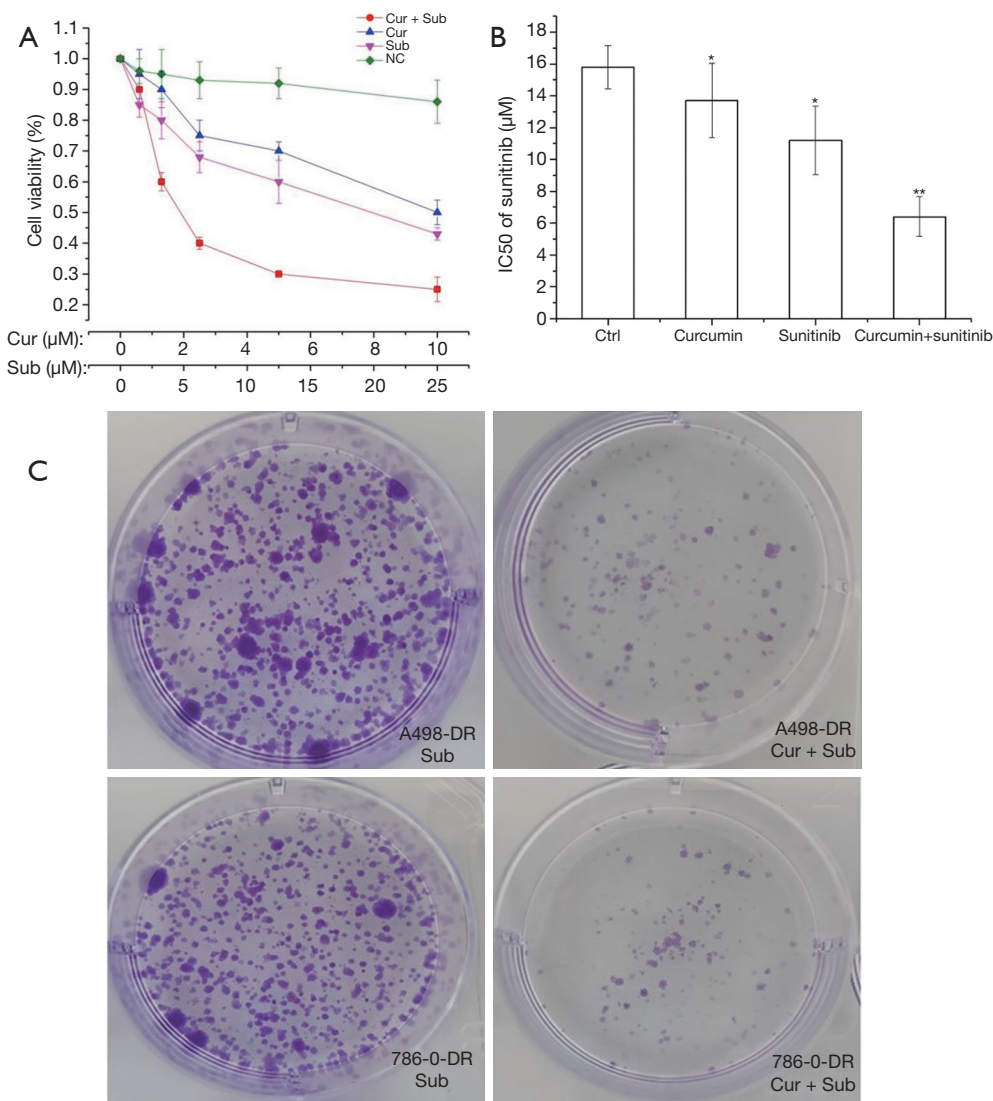 A
Cur + Sub
Cur
Sub
NC
Cell viability (%)
1.1
1.0
0.9
0.8
0.7
0.6
0.5
0.4
0.3
0.2
Cur (μM):
0 2 4 6 8 10
Sub (μM):
0 5 10 15 20 25
B
IC50 of sunitinib (μM)
18
16
14
12
10
8
6
4
2
0
*
*
**
Ctrl Curcumin Sunitinib Curcumin+sunitinib
C
A498-DR
Sub
A498-DR
Cur + Sub
786-0-DR
Sub
786-0-DR
Cur + Sub